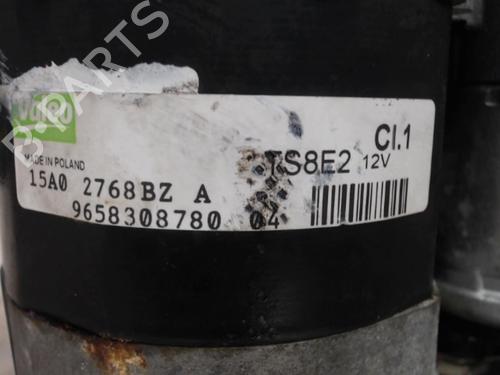 B-PARTS
Valeo
MADE IN POLAND
TS8E2 12V Cl.1
15A0 2768BZ A
9658308780 04